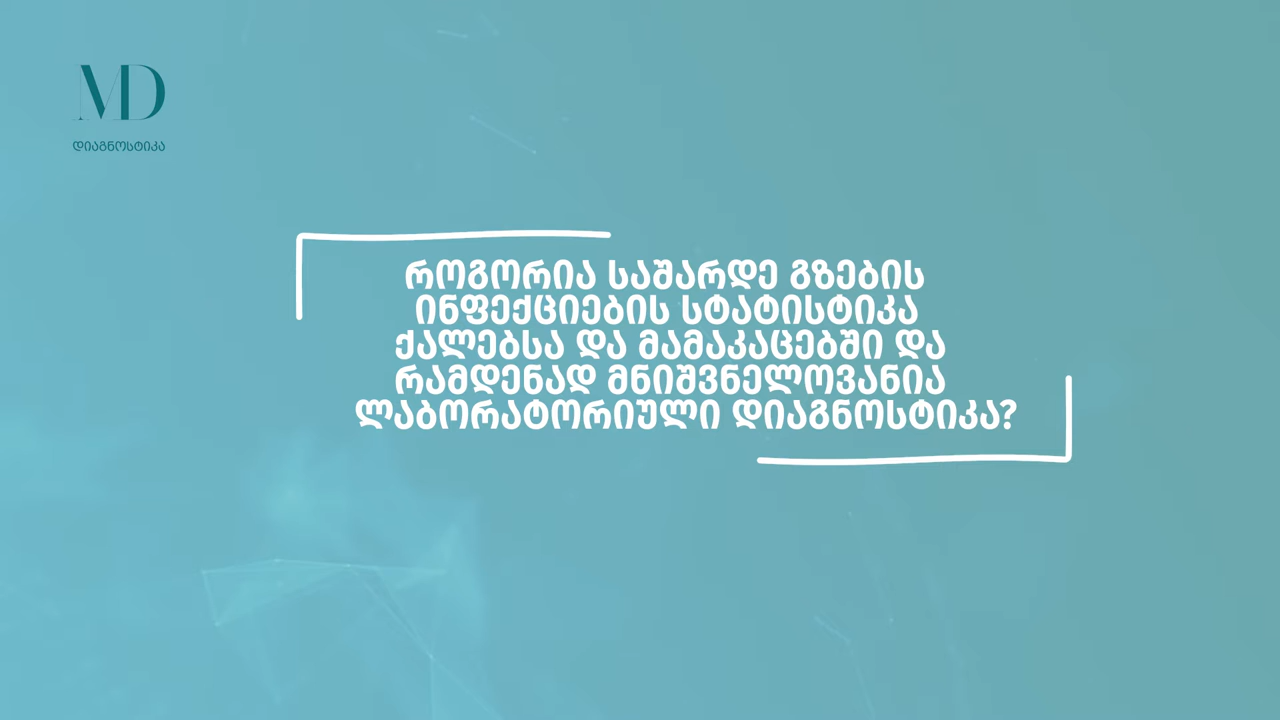 MD
დიაგნოსტიკა
როგორია საშარდე გზების
ინფექციების სტატისტიკა
ქალებსა და მამაკაცებში და
რამდენად მნიშვნელოვანია
ლაბორატორიული დიაგნოსტიკა?